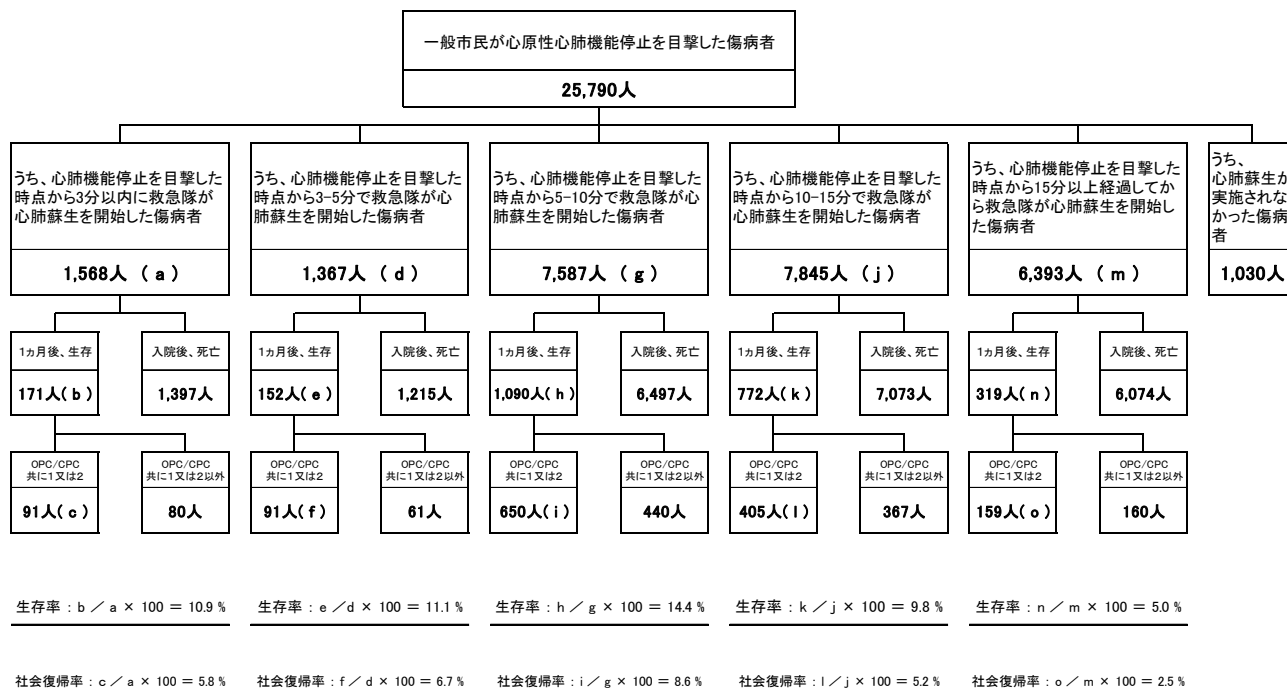 一般市民が心原性心肺機能停止を目撃した傷病者
25,790人
うち、心肺機能停止を目撃した
時点から3分以内に救急隊が
心肺蘇生を開始した傷病者
1,568人 （ a ）
うち、心肺機能停止を目撃した
時点から3-5分で救急隊が心
肺蘇生を開始した傷病者
1,367人 （ d ）
うち、心肺機能停止を目撃した
時点から5-10分で救急隊が心
肺蘇生を開始した傷病者
7,587人 （ g ）
うち、心肺機能停止を目撃した
時点から10-15分で救急隊が
心肺蘇生を開始した傷病者
7,845人 （ j ）
うち、心肺機能停止を目撃した
時点から15分以上経過してか
ら救急隊が心肺蘇生を開始し
た傷病者
6,393人 （ m ）
うち、
心肺蘇生が
実施されな
かった傷病
者
1,030人
1ヵ月後、生存
171人( b )
入院後、死亡
1,397人
1ヵ月後、生存
152人( e )
入院後、死亡
1,215人
1ヵ月後、生存
1,090人( h )
入院後、死亡
6,497人
1ヵ月後、生存
772人( k )
入院後、死亡
7,073人
1ヵ月後、生存
319人( n )
入院後、死亡
6,074人
OPC/CPC
共に1又は2
91人( c )
OPC/CPC
共に1又は2以外
80人
OPC/CPC
共に1又は2
91人( f )
OPC/CPC
共に1又は2以外
61人
OPC/CPC
共に1又は2
650人( i )
OPC/CPC
共に1又は2以外
440人
OPC/CPC
共に1又は2
405人( l )
OPC/CPC
共に1又は2以外
367人
OPC/CPC
共に1又は2
159人( o )
OPC/CPC
共に1又は2以外
160人
生存率 : b ／ a × 100 ＝ 10.9 %
生存率 : e ／ d × 100 ＝ 11.1 %
生存率 : h ／ g × 100 ＝ 14.4 %
生存率 : k ／ j × 100 ＝ 9.8 %
生存率 : n ／ m × 100 ＝ 5.0 %
社会復帰率 : c ／ a × 100 ＝ 5.8 %
社会復帰率 : f ／ d × 100 ＝ 6.7 %
社会復帰率 : i ／ g × 100 ＝ 8.6 %
社会復帰率 : l ／ j × 100 ＝ 5.2 %
社会復帰率 : o ／ m × 100 ＝ 2.5 %